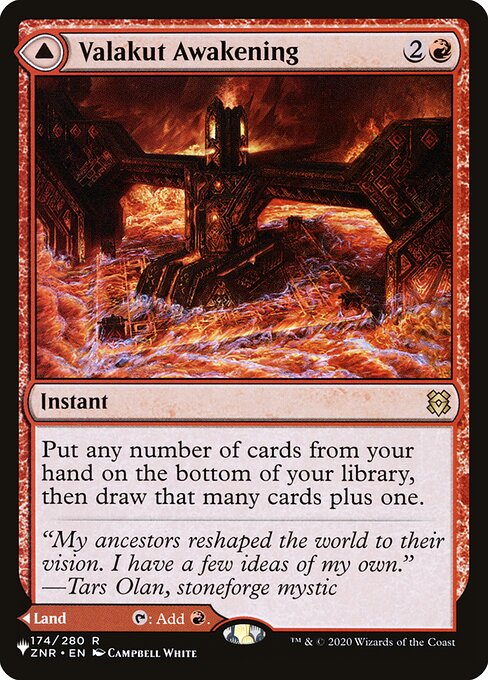 Valakut Awakening 2
Instant
Put any number of cards from your
hand on the bottom of your library,
then draw that many cards plus one.
“My ancestors reshaped the world to their
vision. I have a few ideas of my own.”
—Tars Olan, stoneforge mystic
Land : Add .
174/280 R
ZNR • EN Campbell White
™ & © 2020 Wizards of the Coast